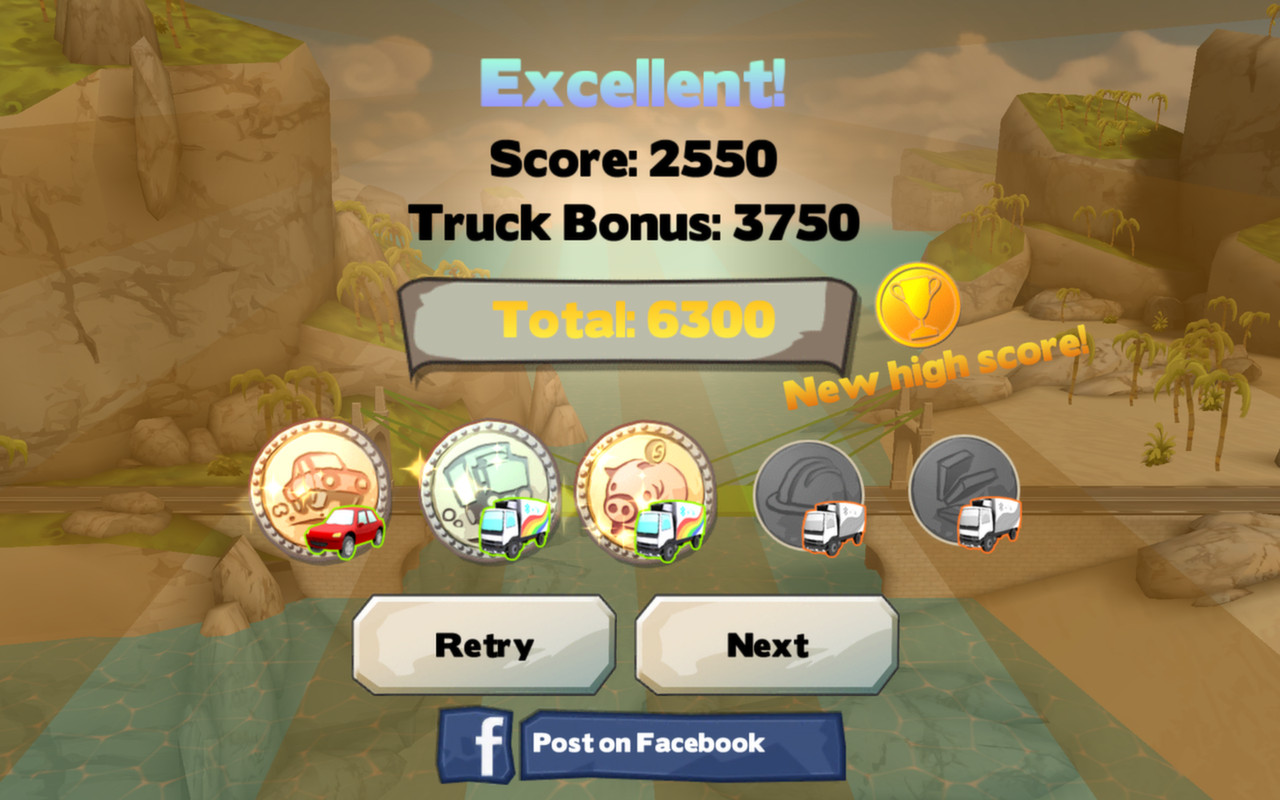 Excellent!
Score: 2550
Truck Bonus: 3750
Total: 6300
New high score!
Retry
Next
f
Post on Facebook